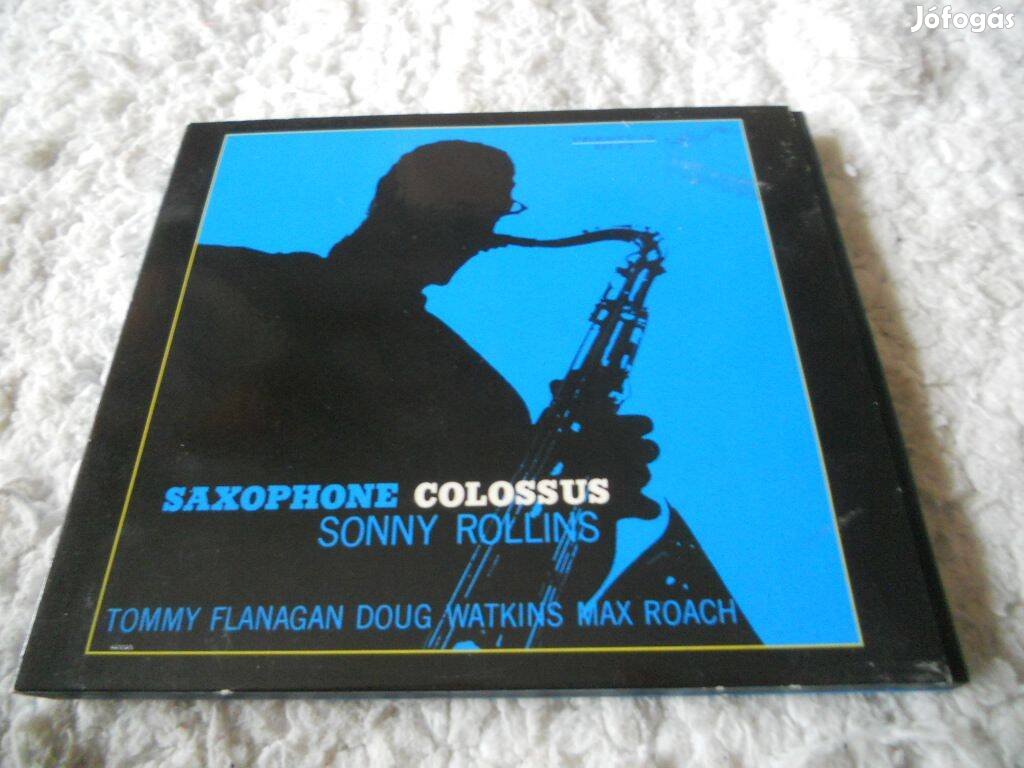 Jófogás
SAXOPHONE COLOSSUS
SONNY ROLLINS
TOMMY FLANAGAN DOUG WATKINS MAX ROACH